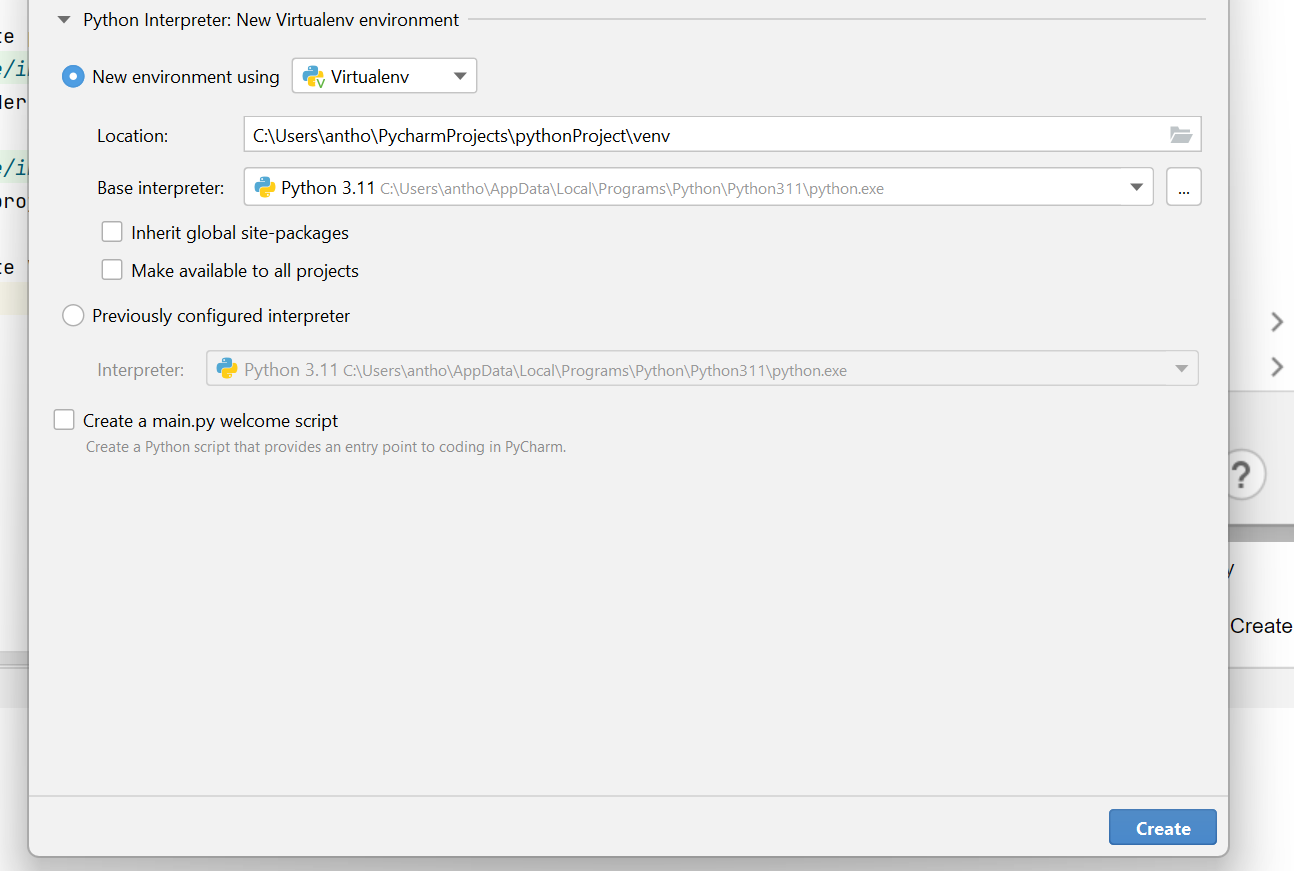 Python Interpreter: New Virtualenv environment
New environment using Virtualenv
Location: C:\Users\antho\PycharmProjects\pythonProject\venv
Base interpreter: Python 3.11 C:\Users\antho\AppData\Local\Programs\Python\Python311\python.exe ...
Inherit global site-packages
Make available to all projects
Previously configured interpreter
Interpreter: Python 3.11 C:\Users\antho\AppData\Local\Programs\Python\Python311\python.exe
Create a main.py welcome script
Create a Python script that provides an entry point to coding in PyCharm.
?
Create
Create